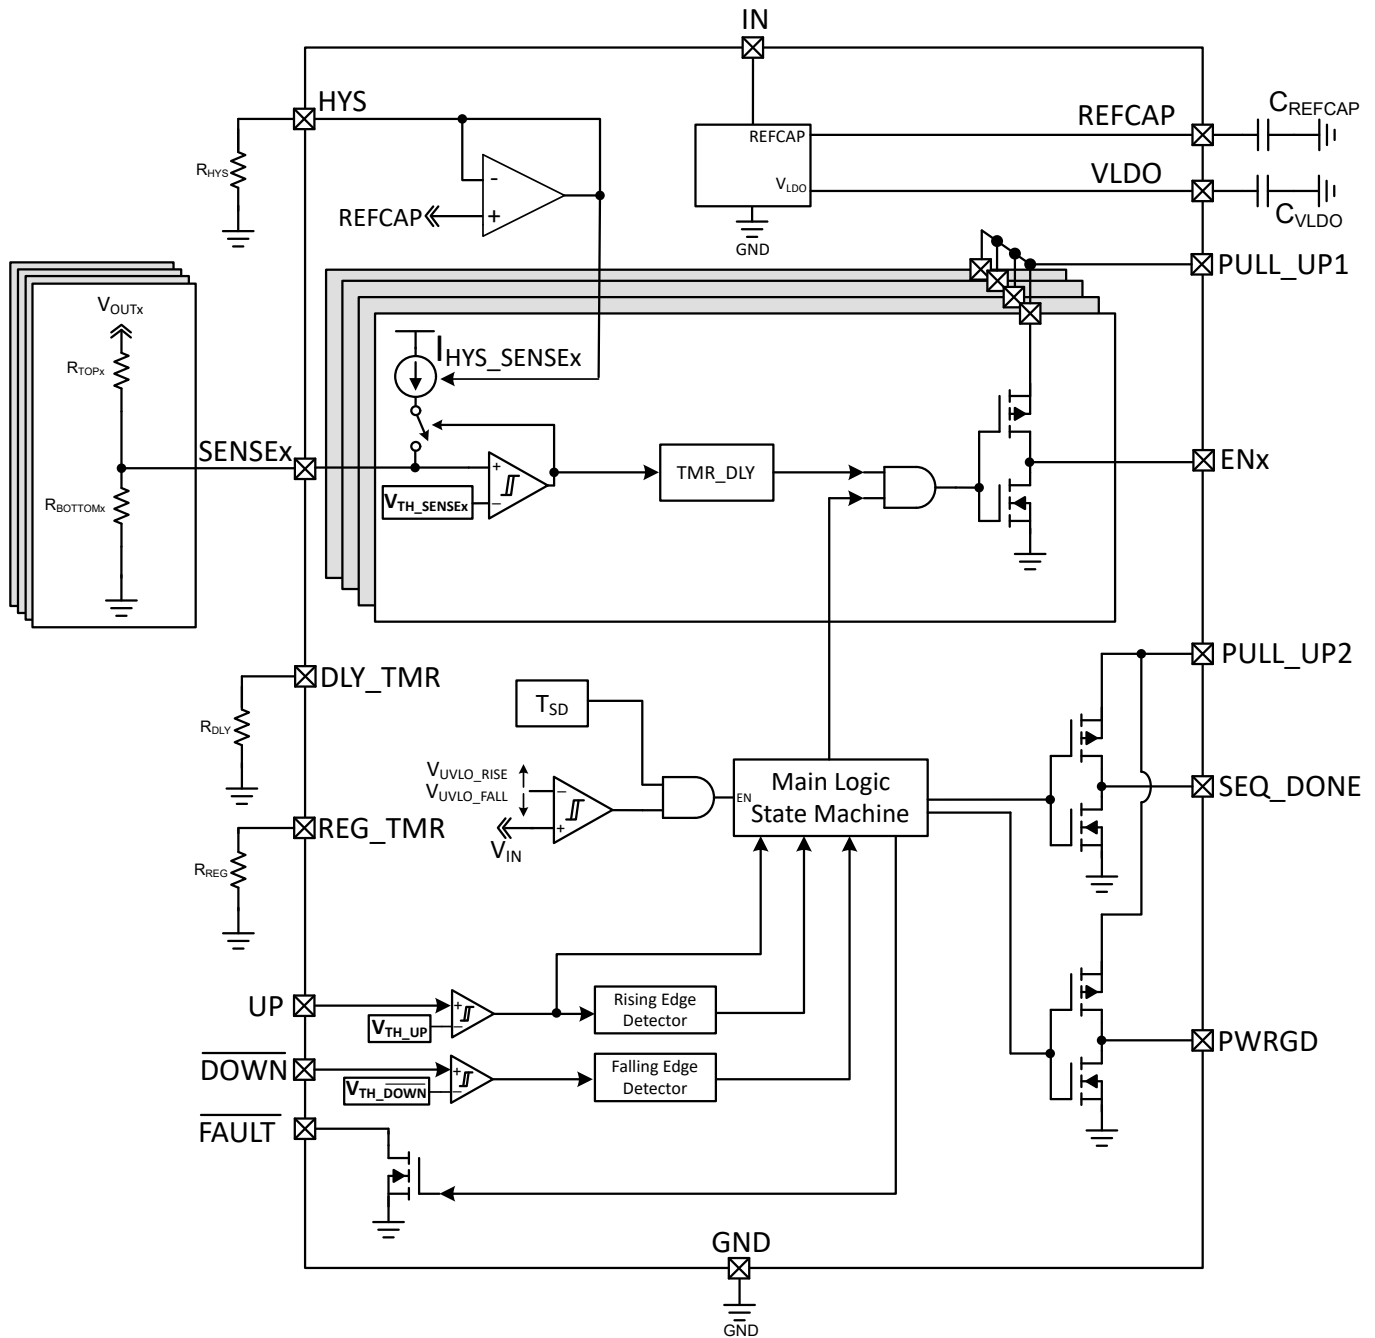 IN
HYS
REFCAP
CREFCAP
REFCAP
RHYS
-
VLDO
VLDO
REFCAP
+
CVLDO
GND
PULL_UP1
VOUTx
IHYS_SENSEx
RTOPx
SENSEx
+
TMR_DLY
ENx
RBOTTOMx
VTH_SENSEx
−
PULL_UP2
DLY_TMR
TSD
RDLY
VUVLO_RISE
Main Logic
State Machine
EN
SEQ_DONE
VUVLO_FALL
−
REG_TMR
+
VIN
RREG
UP
+
Rising Edge
Detector
VTH_UP
−
PWRGD
DOWN
+
Falling Edge
Detector
VTH_DOWN
−
FAULT
GND
GND